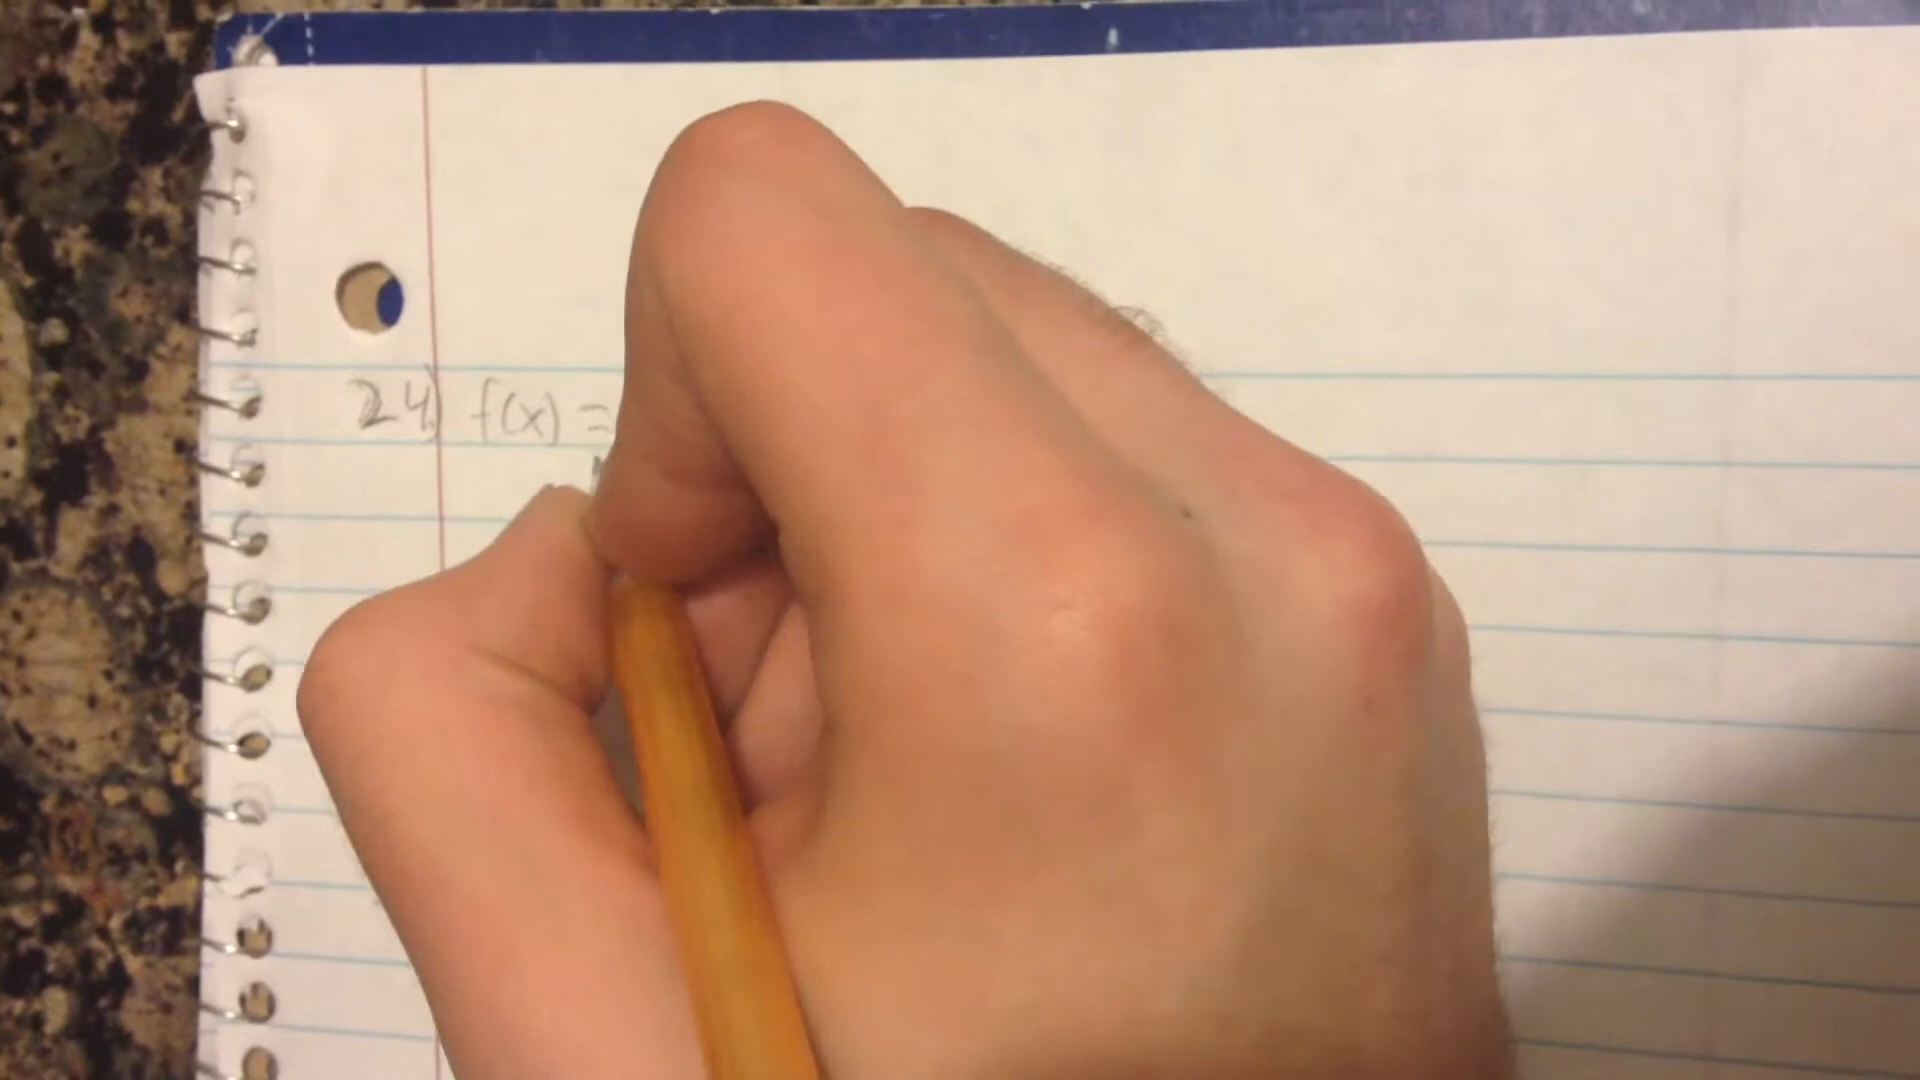 24) f(x) =